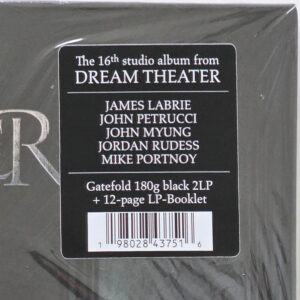 The 16th studio album from
DREAM THEATER
JAMES LABRIE
JOHN PETRUCCI
JOHN MYUNG
JORDAN RUDESS
MIKE PORTNOY
Gatefold 180g black 2LP
+ 12-page LP-Booklet
R
1 98028 43751 6